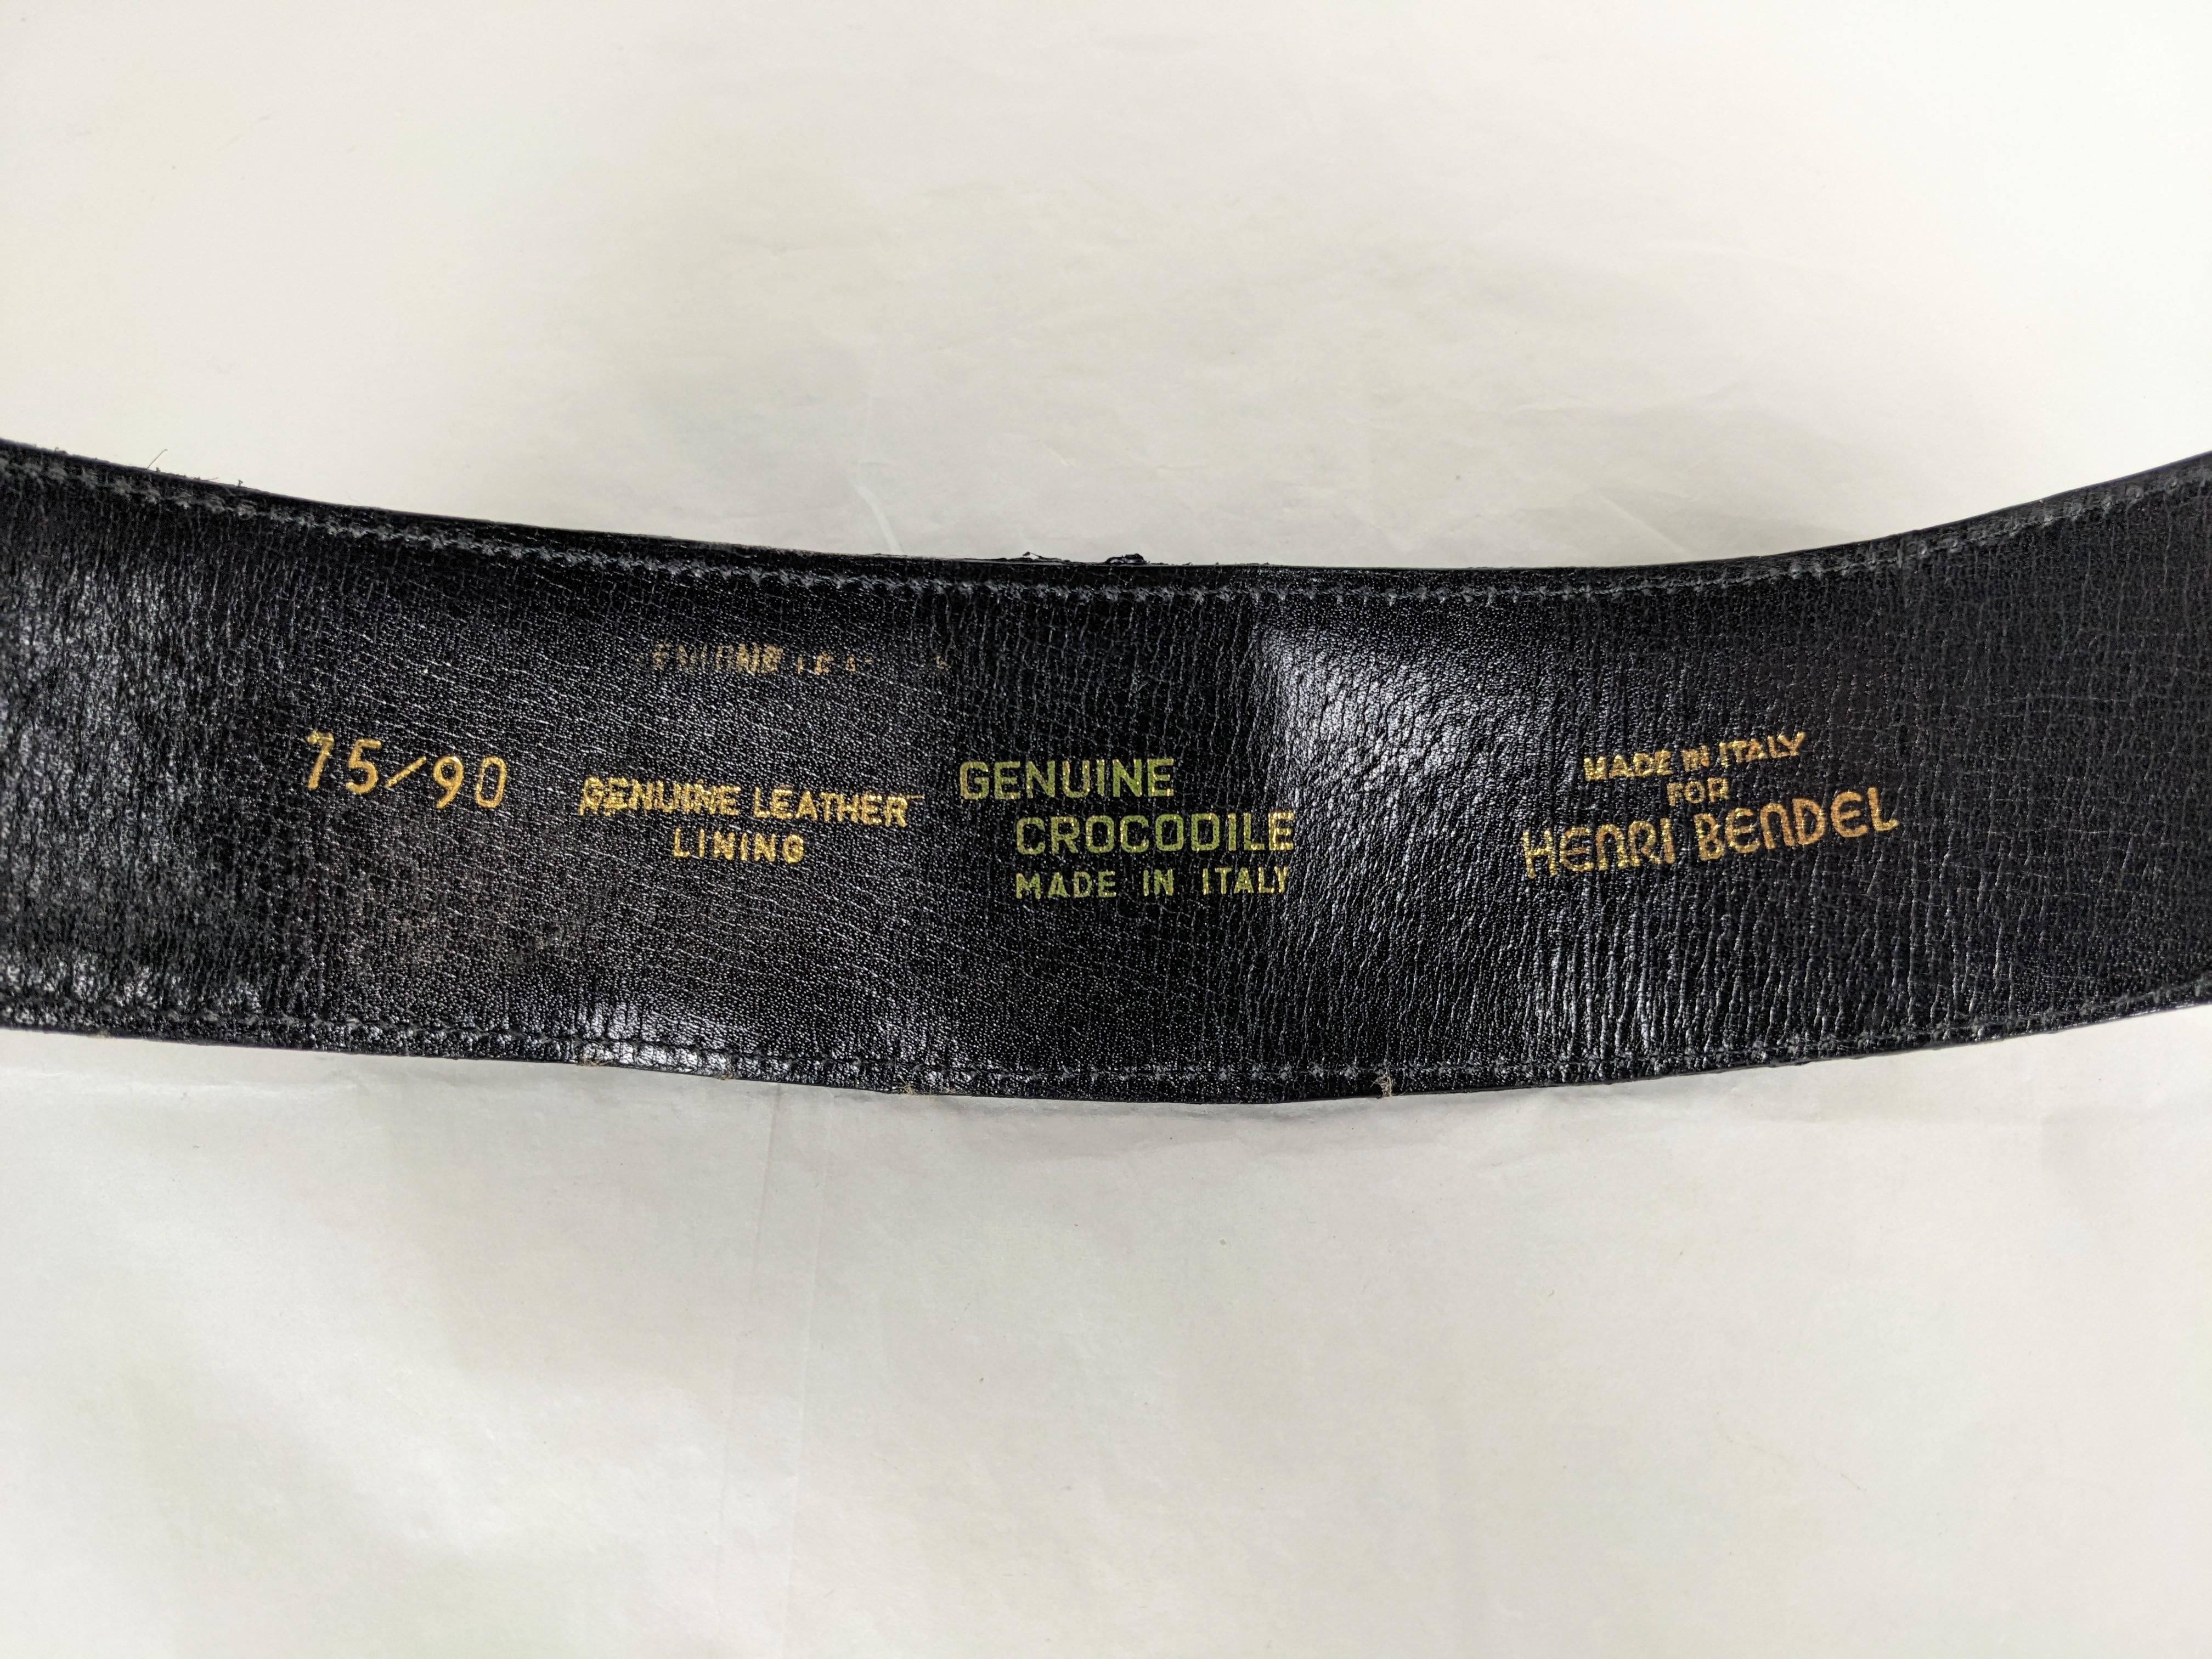 75/90
GENUINE LEATHER
LINING
GENUINE
CROCODILE
MADE IN ITALY
MADE IN ITALY
FOR
HENRI BENDEL